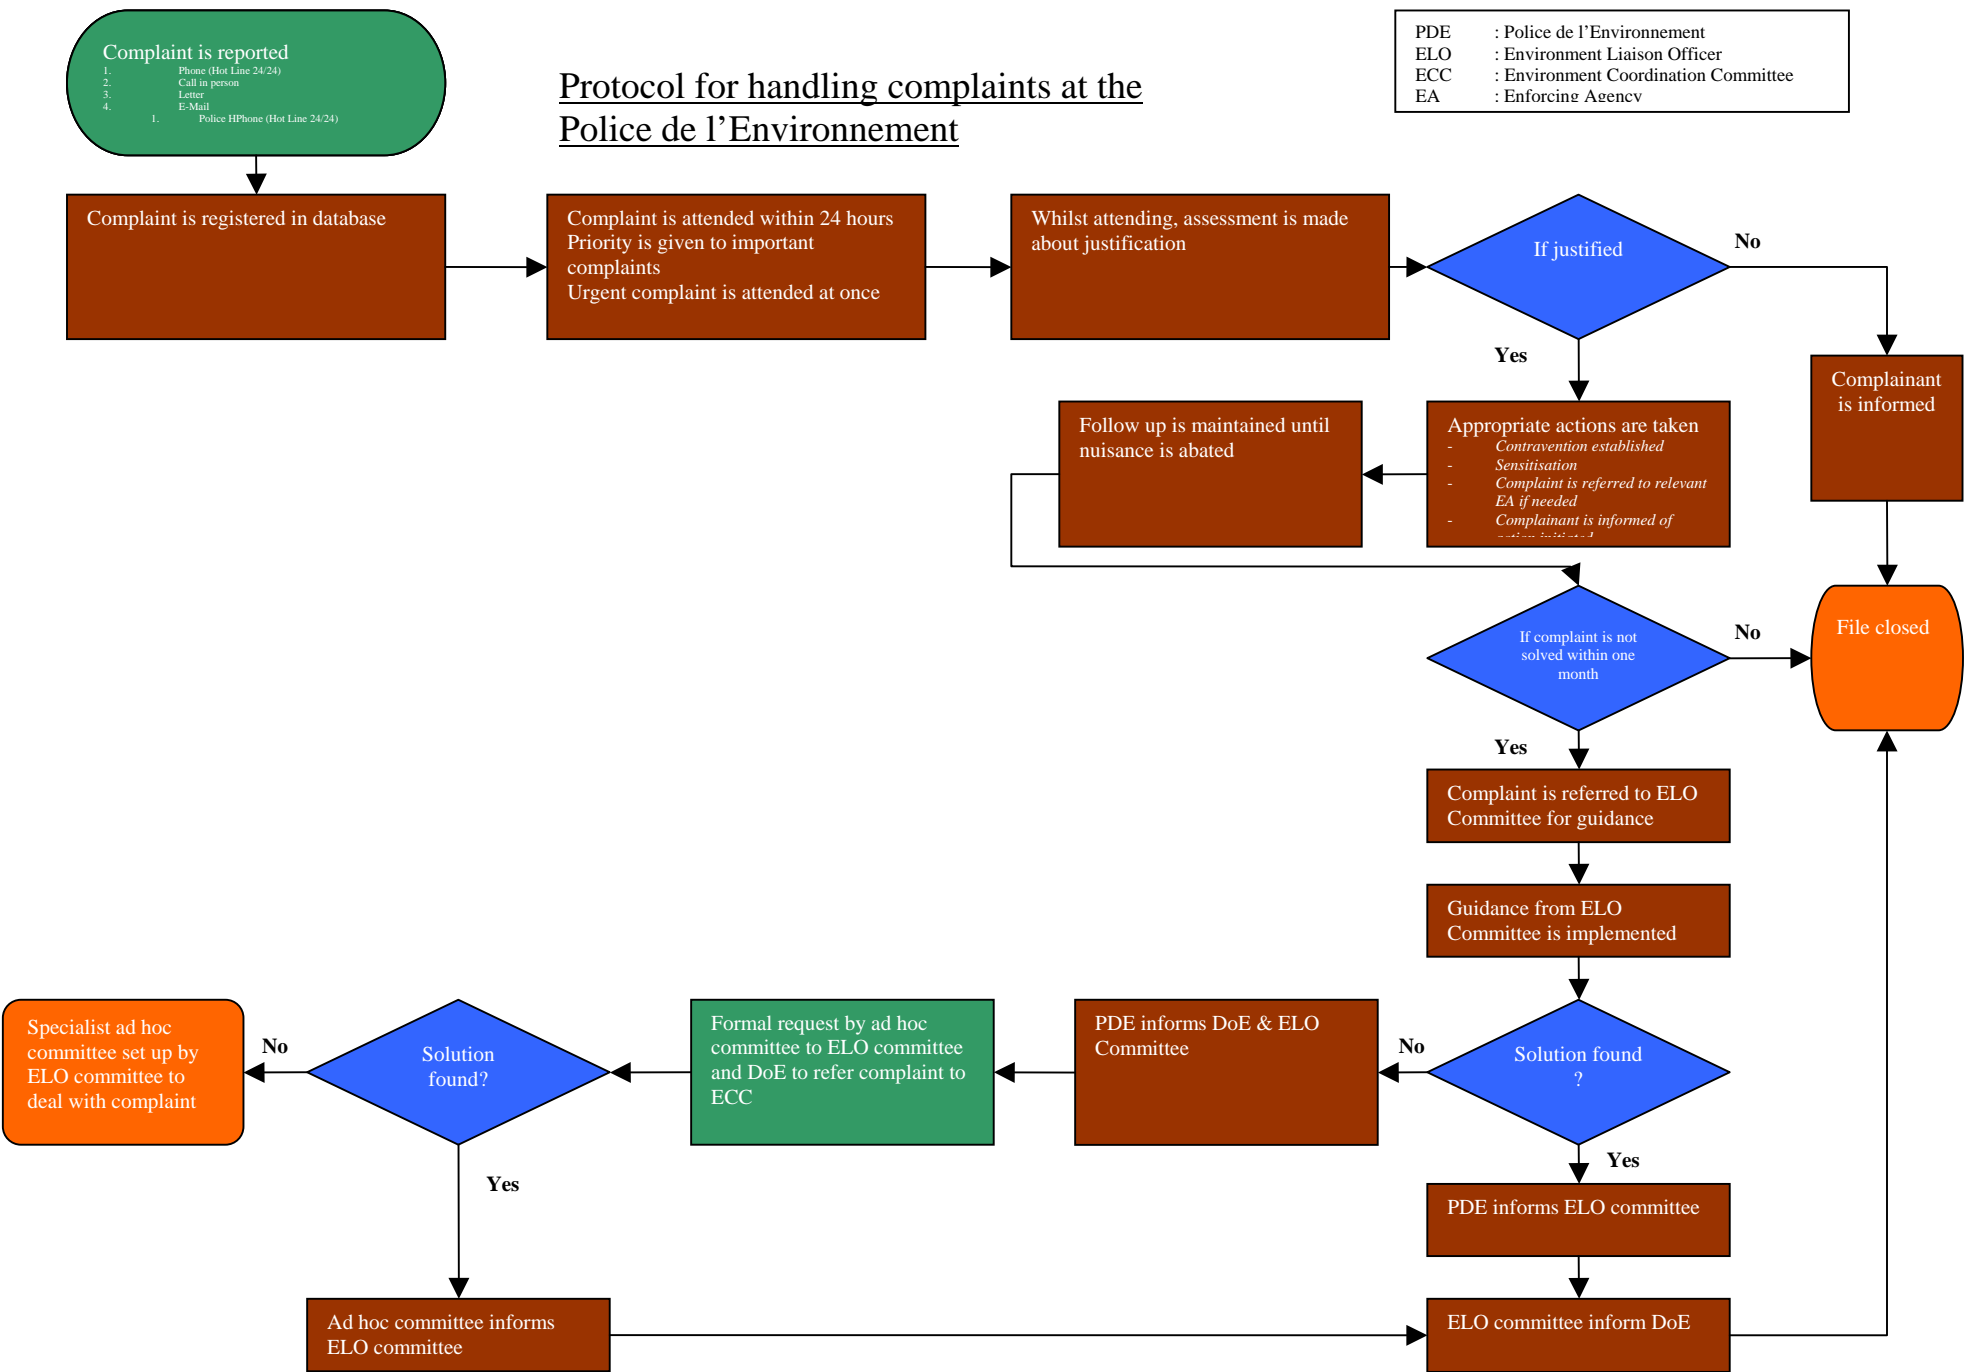 Complaint is reported
1. Phone (Hot Line 24/24)
2. Call in person
3. Letter
4. E-Mail
1. Police HPhone (Hot Line 24/24)
Protocol for handling complaints at the
Police de l'Environnement
PDE : Police de l'Environnement
ELO : Environment Liaison Officer
ECC : Environment Coordination Committee
EA : Enforcing Agency
Complaint is registered in database
Complaint is attended within 24 hours
Priority is given to important
complaints
Urgent complaint is attended at once
Whilst attending, assessment is made
about justification
If justified
No
Yes
Complainant
is informed
Appropriate actions are taken
- Contravention established
- Sensitisation
- Complaint is referred to relevant
EA if needed
- Complainant is informed of
action initiated
Follow up is maintained until
nuisance is abated
If complaint is not
solved within one
month
No
File closed
Yes
Complaint is referred to ELO
Committee for guidance
Guidance from ELO
Committee is implemented
Solution found
?
No
PDE informs DoE & ELO
Committee
Formal request by ad hoc
committee to ELO committee
and DoE to refer complaint to
ECC
Solution
found?
No
Specialist ad hoc
committee set up by
ELO committee to
deal with complaint
Yes
Yes
PDE informs ELO committee
Ad hoc committee informs
ELO committee
ELO committee inform DoE